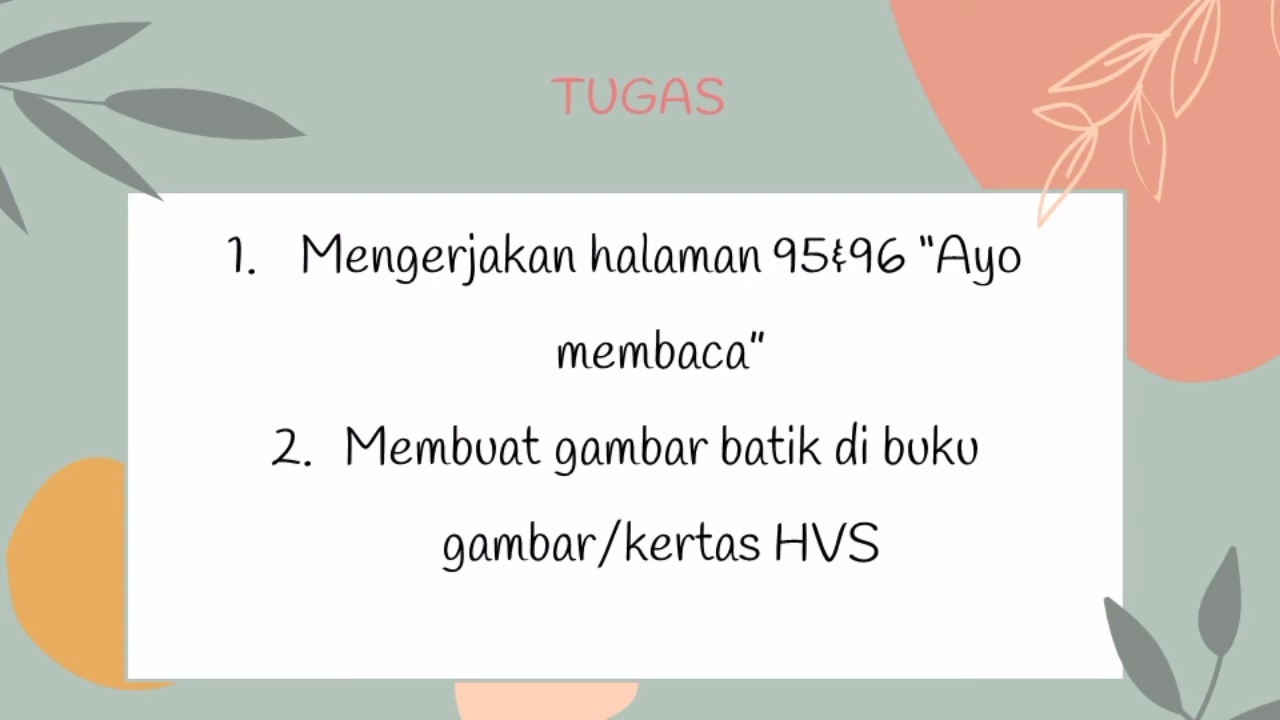 TUGAS
1. Mengerjakan halaman 95&96 "Ayo
membaca"
2. Membuat gambar batik di buku
gambar/kertas HVS